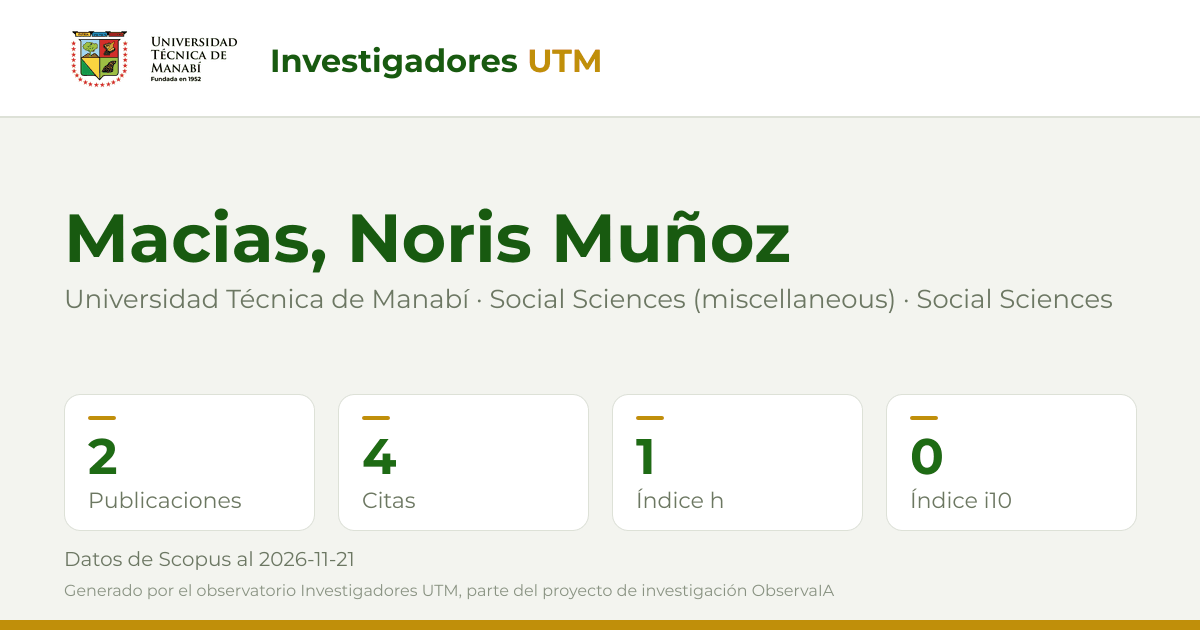 UNIVERSIDAD
TÉCNICA DE
MANABÍ
Fundada en 1952
Investigadores UTM
Macias, Noris Muñoz
Universidad Técnica de Manabí · Social Sciences (miscellaneous) · Social Sciences
2
Publicaciones
4
Citas
1
Índice h
0
Índice i10
Datos de Scopus al 2026-11-21
Generado por el observatorio Investigadores UTM, parte del proyecto de investigación ObservaIA